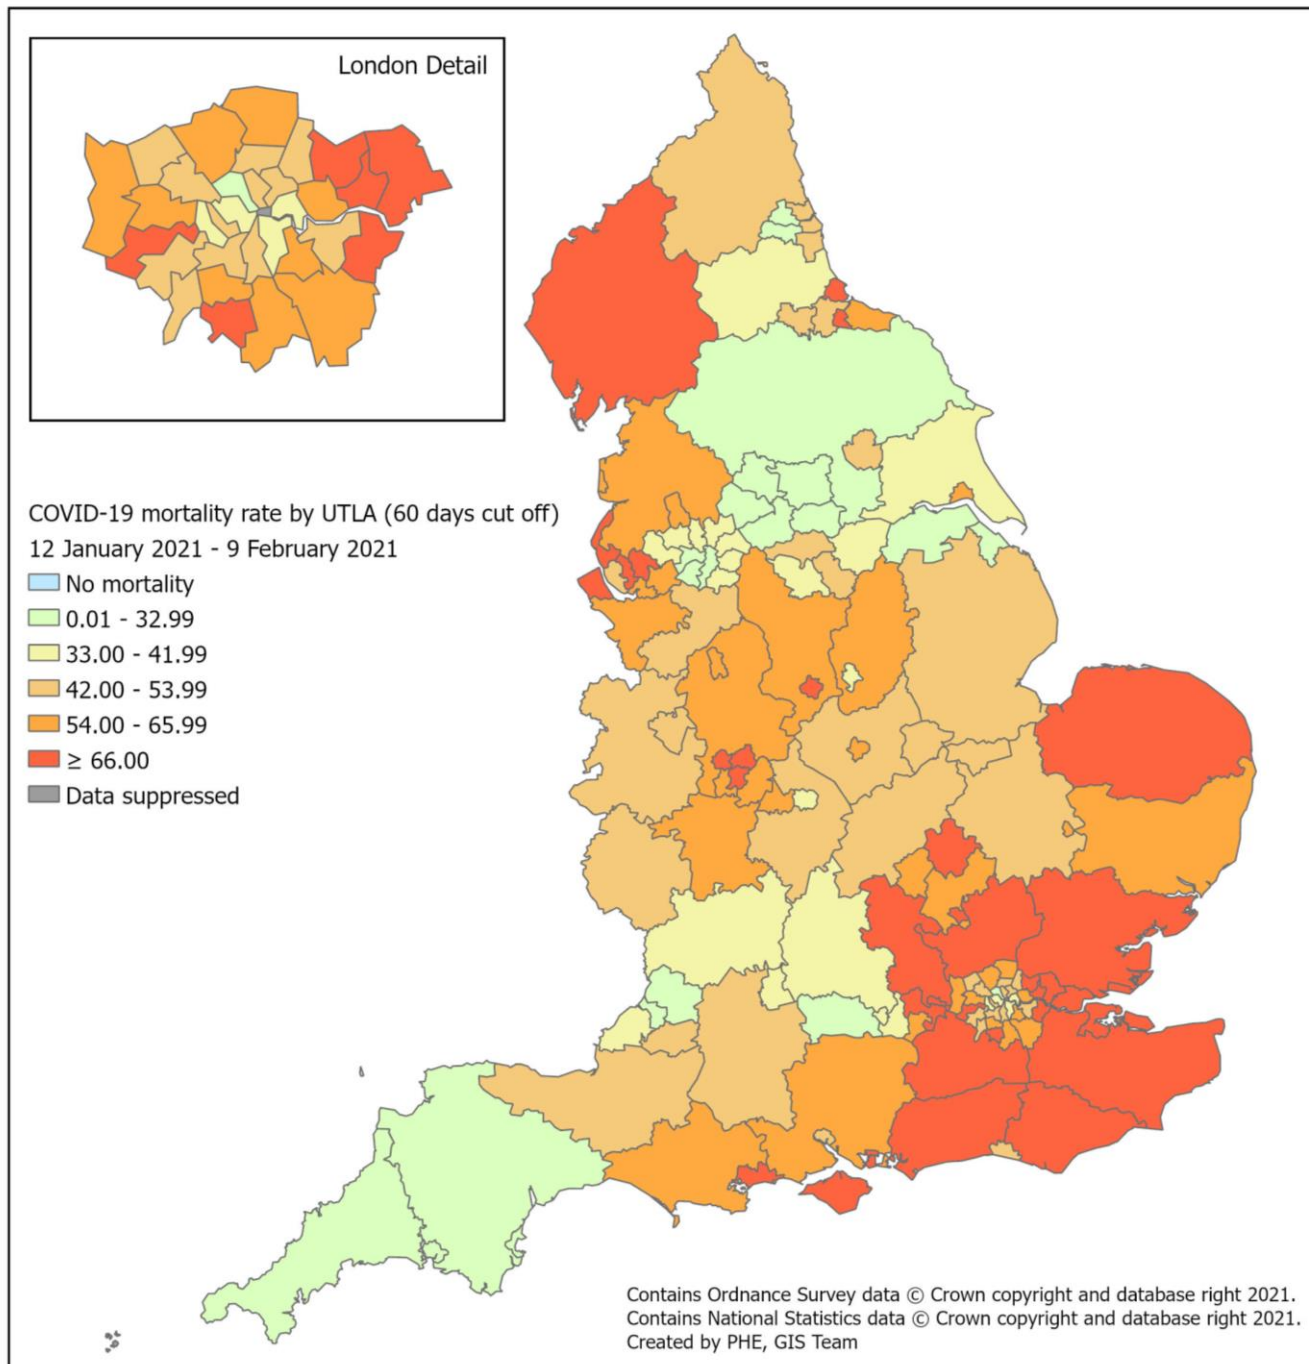 London Detail
COVID-19 mortality rate by UTLA (60 days cut off)
12 January 2021 - 9 February 2021
No mortality
0.01 - 32.99
33.00 - 41.99
42.00 - 53.99
54.00 - 65.99
≥ 66.00
Data suppressed
Contains Ordnance Survey data © Crown copyright and database right 2021.
Contains National Statistics data © Crown copyright and database right 2021.
Created by PHE, GIS Team